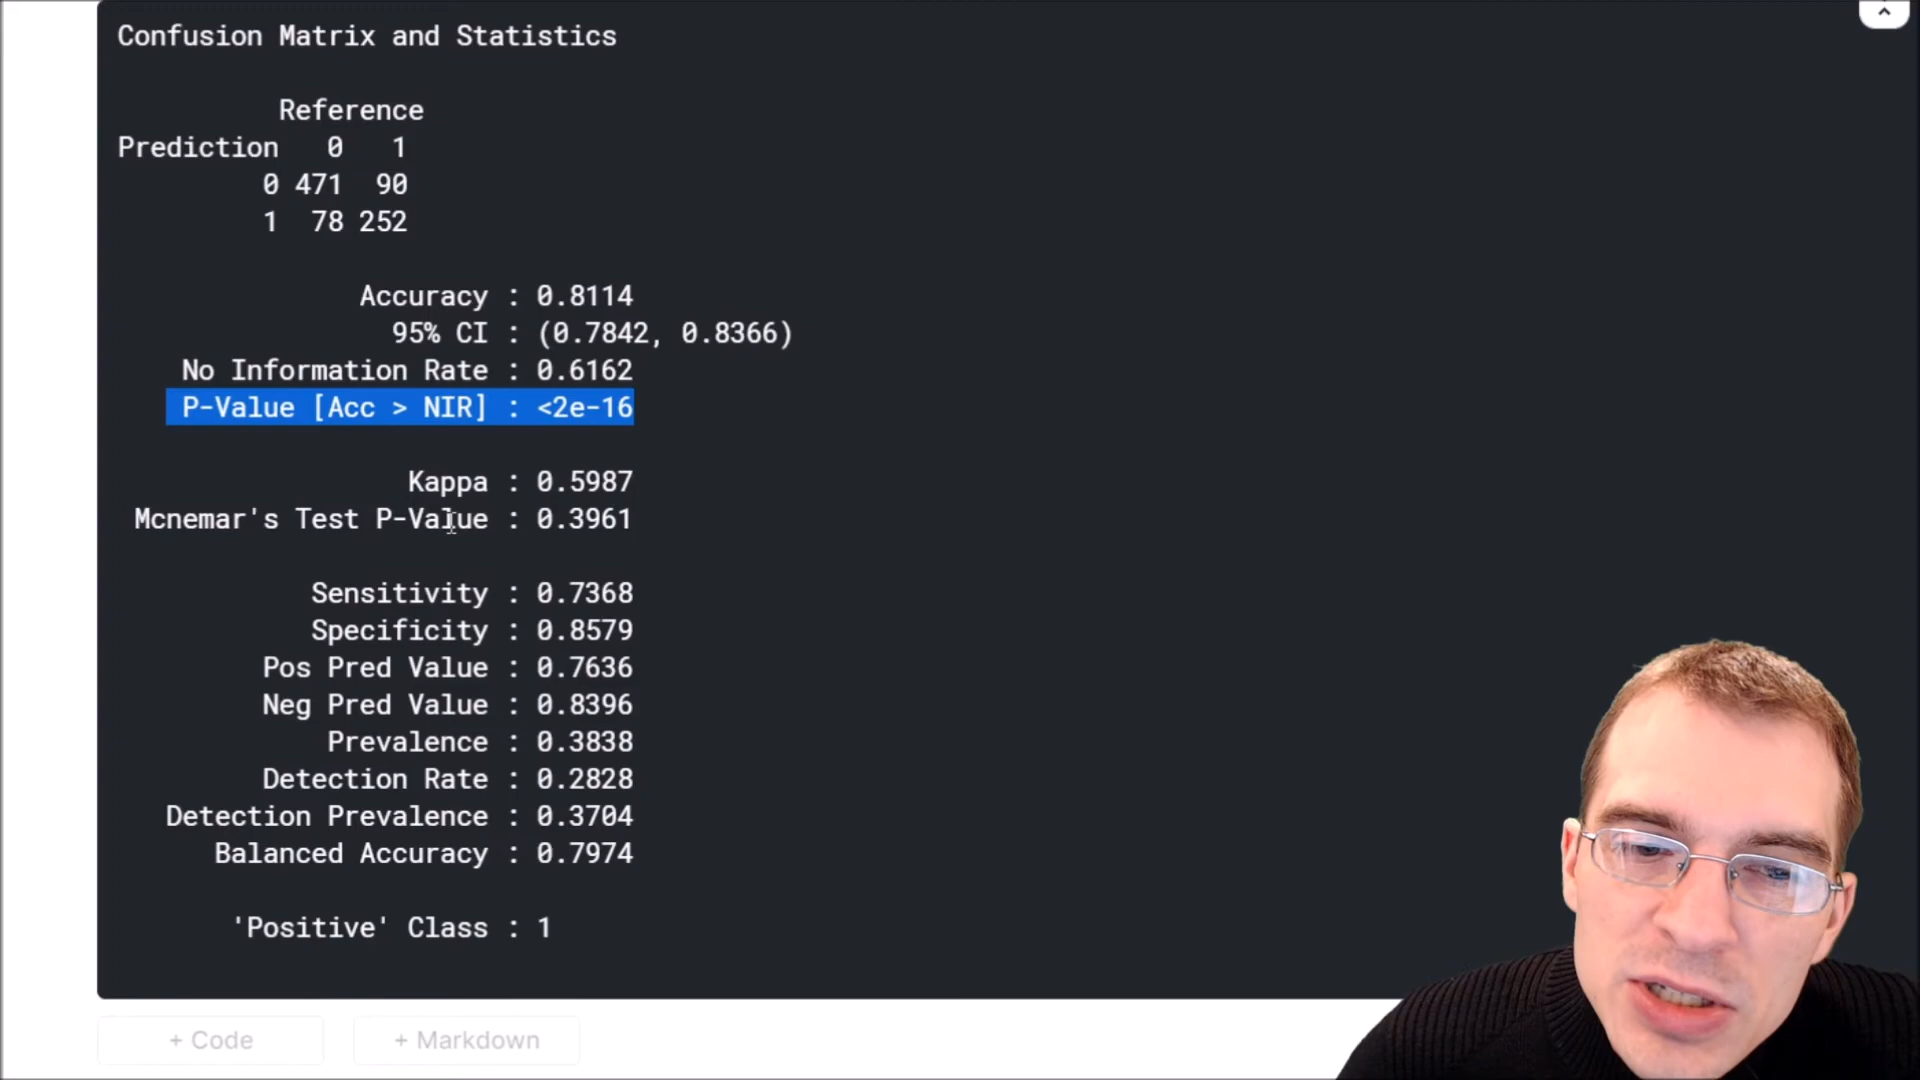 Confusion Matrix and Statistics
Reference
Prediction 0 1
0 471 90
1 78 252
Accuracy : 0.8114
95% CI : (0.7842, 0.8366)
No Information Rate : 0.6162
P-Value [Acc > NIR] : <2e-16
Kappa : 0.5987
Mcnemar's Test P-Value : 0.3961
Sensitivity : 0.7368
Specificity : 0.8579
Pos Pred Value : 0.7636
Neg Pred Value : 0.8396
Prevalence : 0.3838
Detection Rate : 0.2828
Detection Prevalence : 0.3704
Balanced Accuracy : 0.7974
'Positive' Class : 1
+ Code
+ Markdown